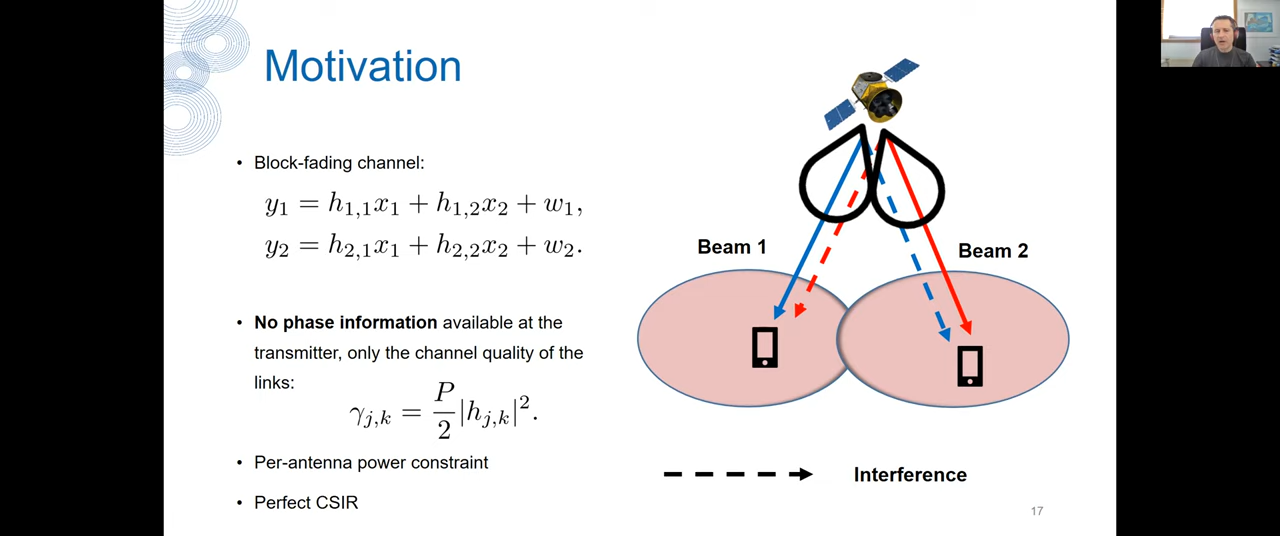 Motivation
• Block-fading channel:
y₁ = h₁,₁x₁ + h₁,₂x₂ + w₁,
y₂ = h₂,₁x₁ + h₂,₂x₂ + w₂.
• No phase information available at the
transmitter, only the channel quality of the
links:
γⱼ,ₖ = P/2 |hⱼ,ₖ|².
• Per-antenna power constraint
• Perfect CSIR
Beam 1
Beam 2
Interference
17